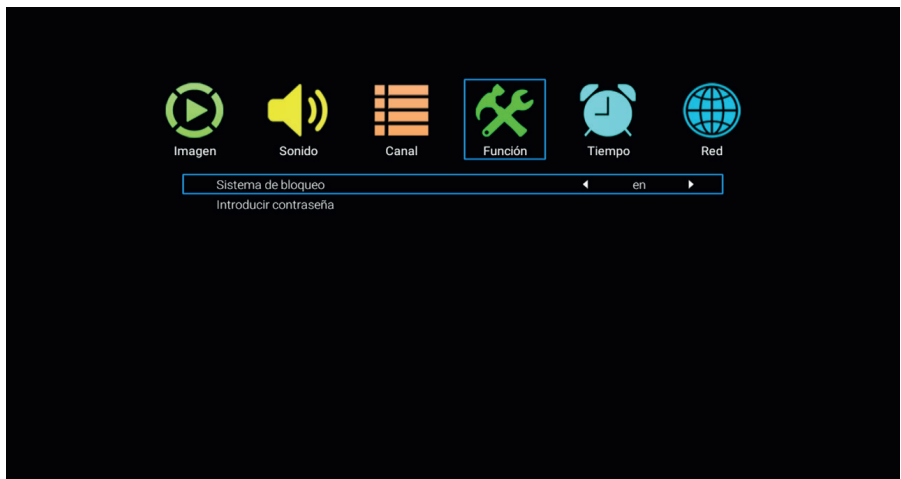 Imagen Sonido Canal Función Tiempo Red
Sistema de bloqueo en
Introducir contraseña